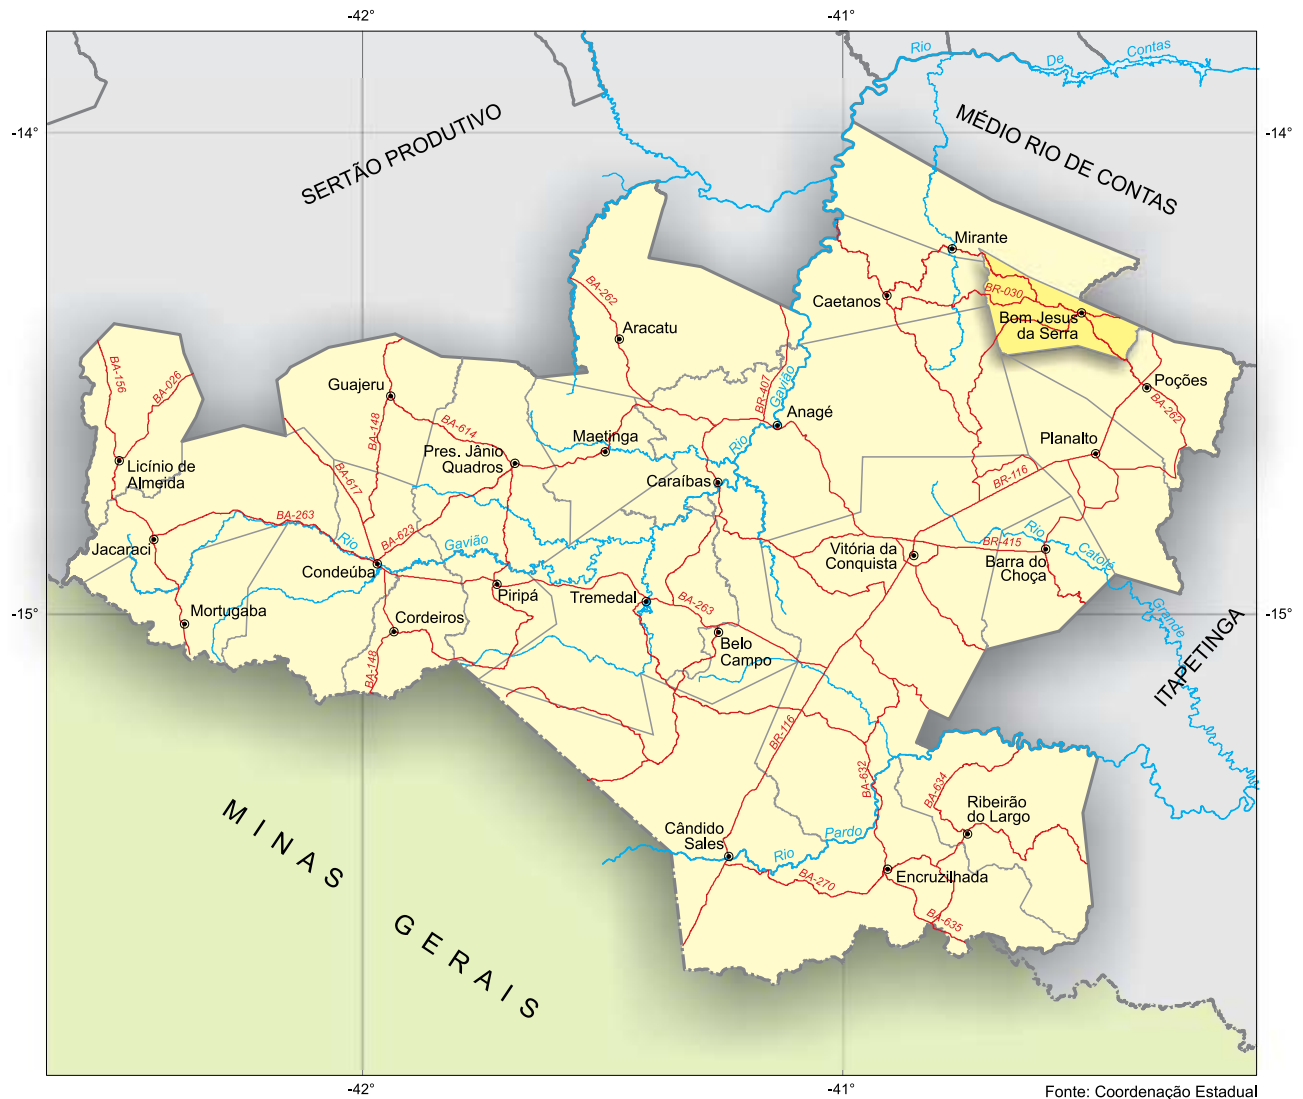 -42°
-41°
Rio
De
Contas
-14°
-14°
SERTÃO PRODUTIVO
MÉDIO RIO DE CONTAS
Mirante
BA-262
BR-030
Caetanos
Bom Jesus
da Serra
Aracatu
BA-156
BA-026
Guajeru
BR-407
Gavião
Poções
BA-262
BA-148
BA-614
Anagé
Maetinga
Rio
Planalto
Pres. Jânio
Quadros
Licínio de
Almeida
BA-617
Caraíbas
BR-116
BA-263
Rio
BA-623
Gavião
Rio
Catolé
Grande
Jacaraci
Condeúba
Vitória da
Conquista
BR-415
Barra do
Choça
Piripá
Tremedal
BA-263
Mortugaba
Cordeiros
-15°
-15°
BA-148
Belo
Campo
ITAPETINGA
BR-116
BA-632
BA-634
Ribeirão
do Largo
MINAS GERAIS
Cândido
Sales
Rio
Pardo
BA-270
Encruzilhada
BA-635
-42°
-41°
Fonte: Coordenação Estadual